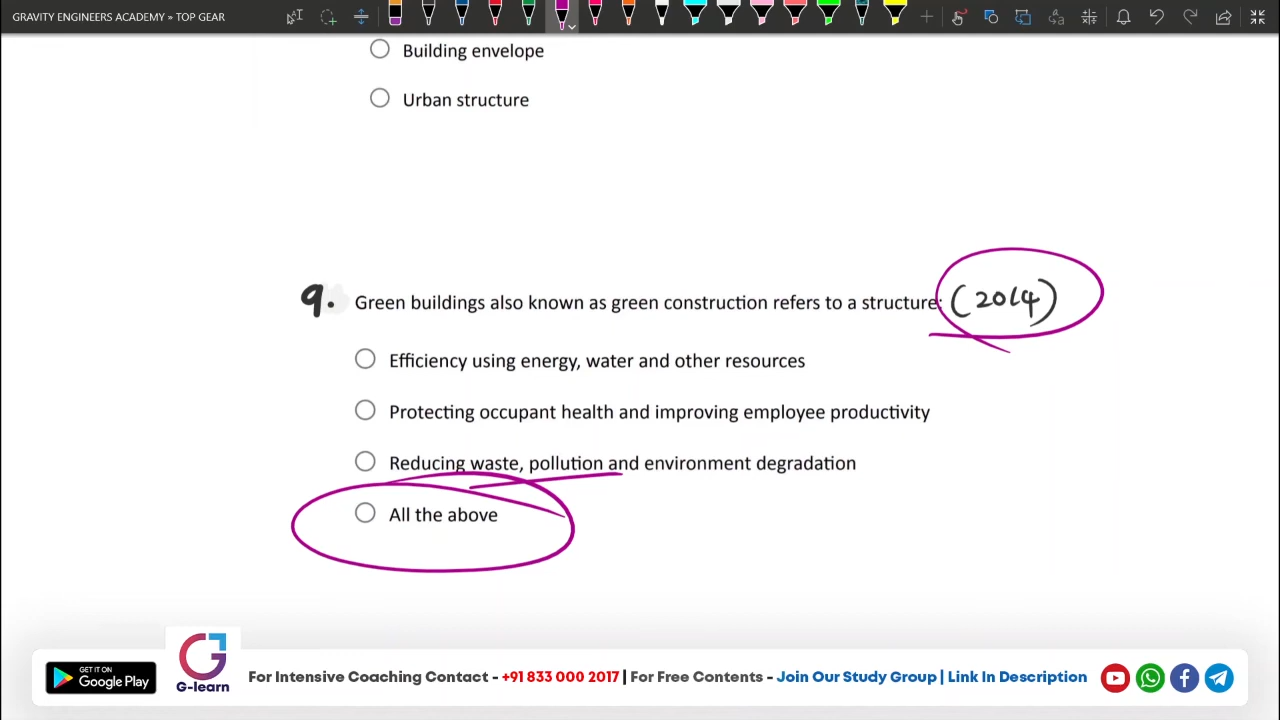 GRAVITY ENGINEERS ACADEMY » TOP GEAR
Building envelope
Urban structure
9. Green buildings also known as green construction refers to a structure: (2014)
Efficiency using energy, water and other resources
Protecting occupant health and improving employee productivity
Reducing waste, pollution and environment degradation
All the above
GET IT ON
Google Play
G-learn
For Intensive Coaching Contact - +91 833 000 2017 | For Free Contents - Join Our Study Group | Link In Description